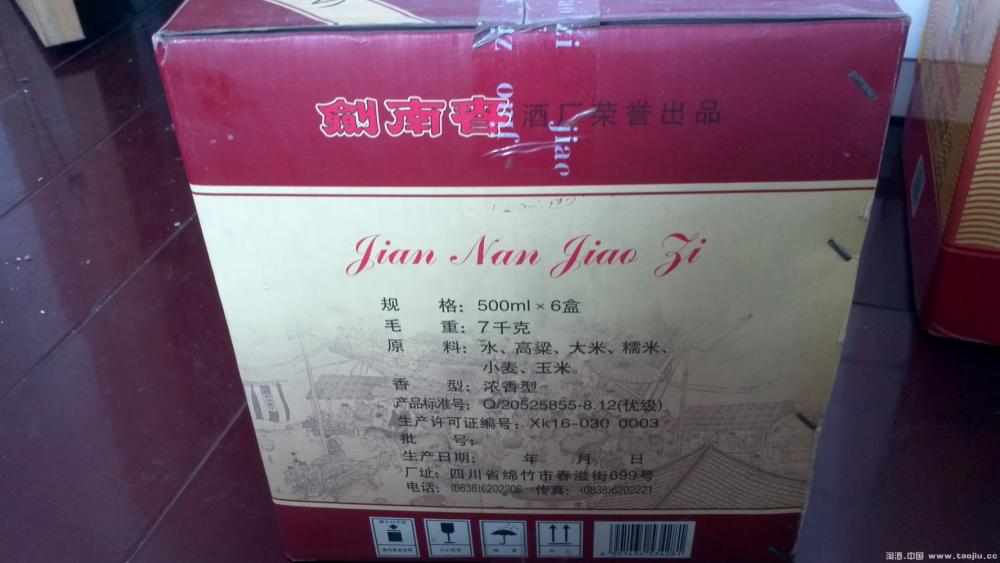 劍南春酒厂荣誉出品
Jian Nan Jiao Zi
规 格：500ml×6盒
毛 重：7千克
原 料：水、高粱、大米、糯米、
小麦、玉米。
香 型：浓香型
产品标准号：Q/20525855-8.12(优级)
生产许可证编号：Xk16-030 0003
批 号：
生产日期： 年 月 日
厂址：四川省绵竹市春溢街699号
电话：(0838)6202206 传真：(0838)6202221
淘酒.中国 www.taojiu.cc